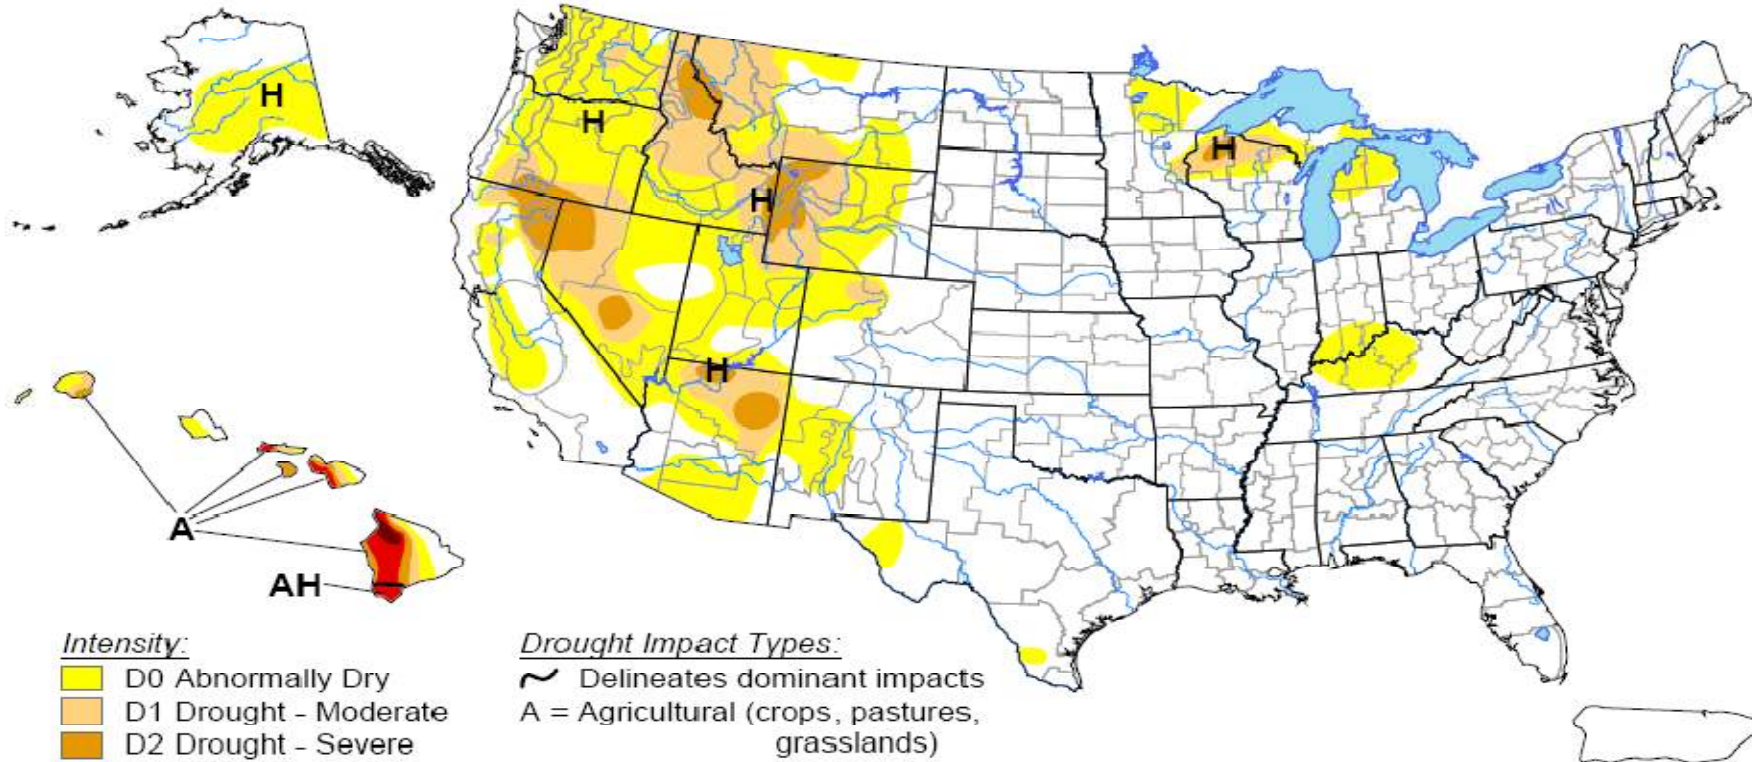 H
H
H
H
H
A
AH
Intensity:
D0 Abnormally Dry
D1 Drought - Moderate
D2 Drought - Severe
Drought Impact Types:
Delineates dominant impacts
A = Agricultural (crops, pastures,
grasslands)